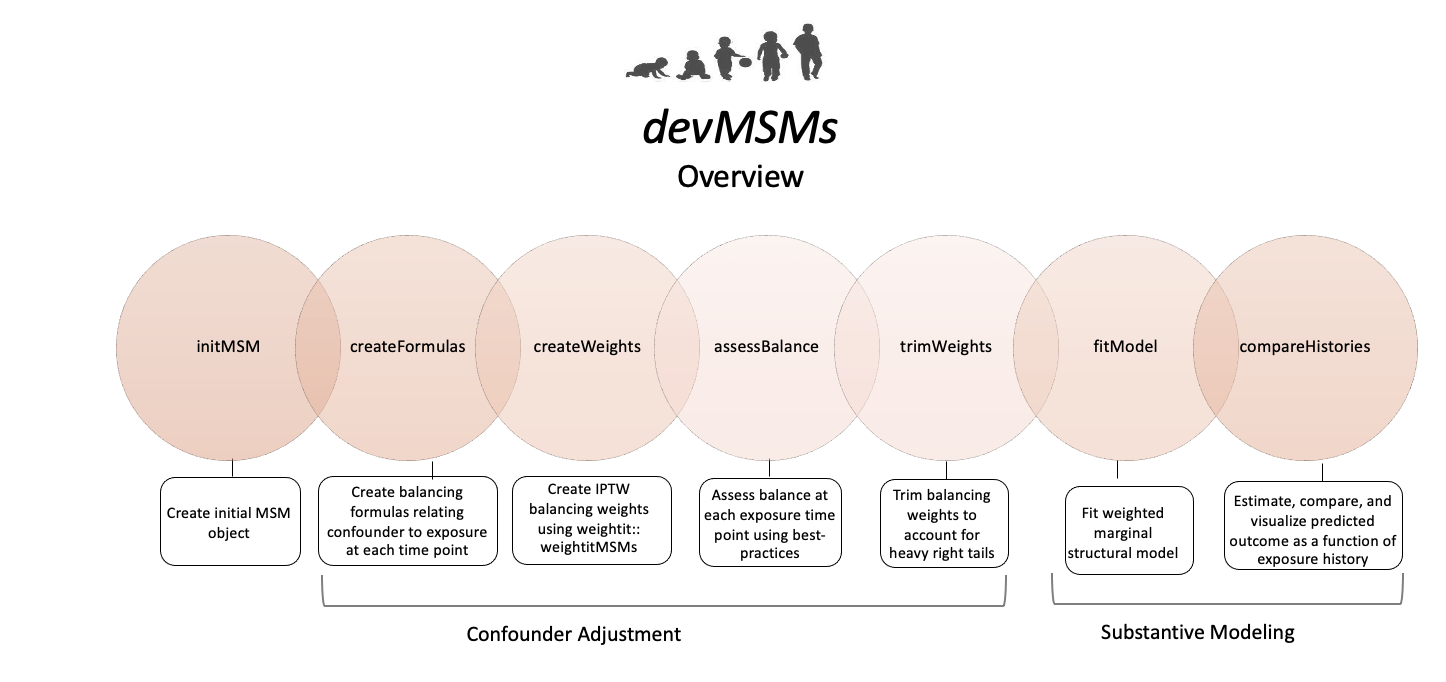 devMSMs
Overview
initMSM
createFormulas
createWeights
assessBalance
trimWeights
fitModel
compareHistories
Create initial MSM
object
Create balancing
formulas relating
confounder to exposure
at each time point
Create IPTW
balancing weights
using weightit::
weightitMSMs
Assess balance at
each exposure time
point using best-
practices
Trim balancing
weights to
account for
heavy right tails
Fit weighted
marginal
structural model
Estimate, compare, and
visualize predicted
outcome as a function of
exposure history
Confounder Adjustment
Substantive Modeling